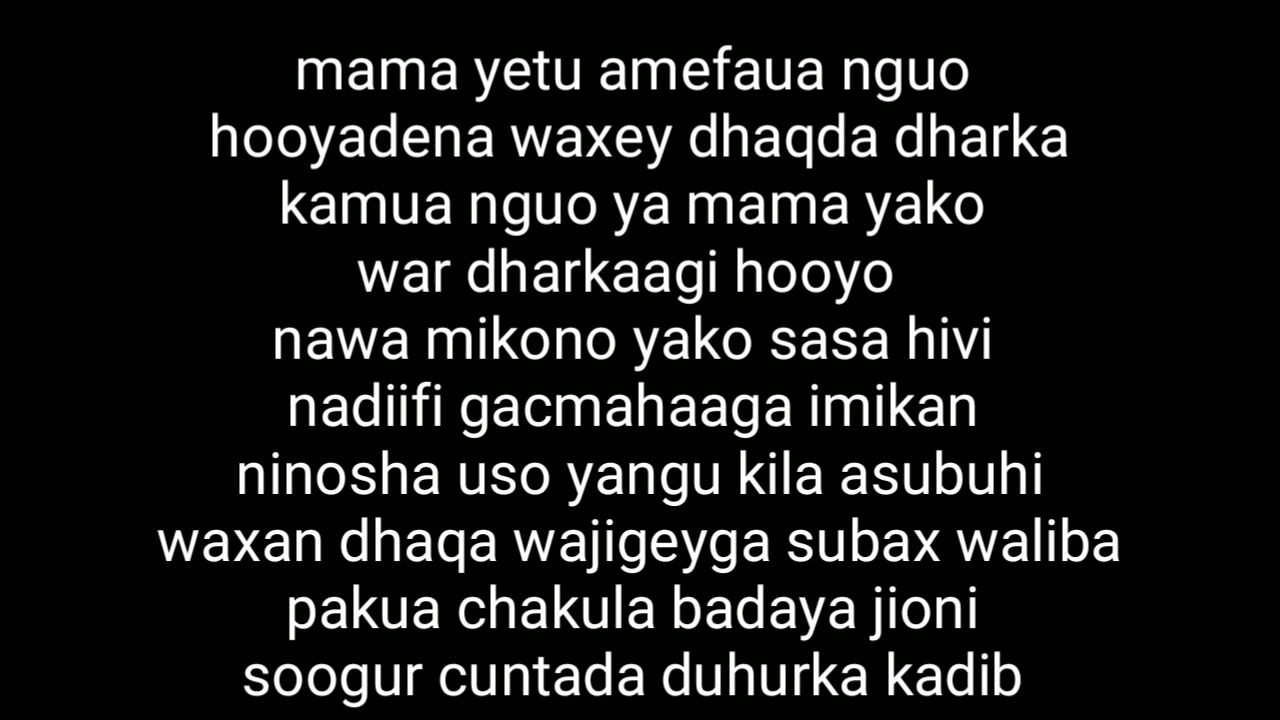 mama yetu amefaua nguo
hooyadena waxey dhaqda dharka
kamua nguo ya mama yako
war dharkaagi hooyo
nawa mikono yako sasa hivi
nadiifi gacmahaaga imikan
ninosha uso yangu kila asubuhi
waxan dhaqa wajigeyga subax waliba
pakua chakula badaya jioni
soogur cuntada duhurka kadib